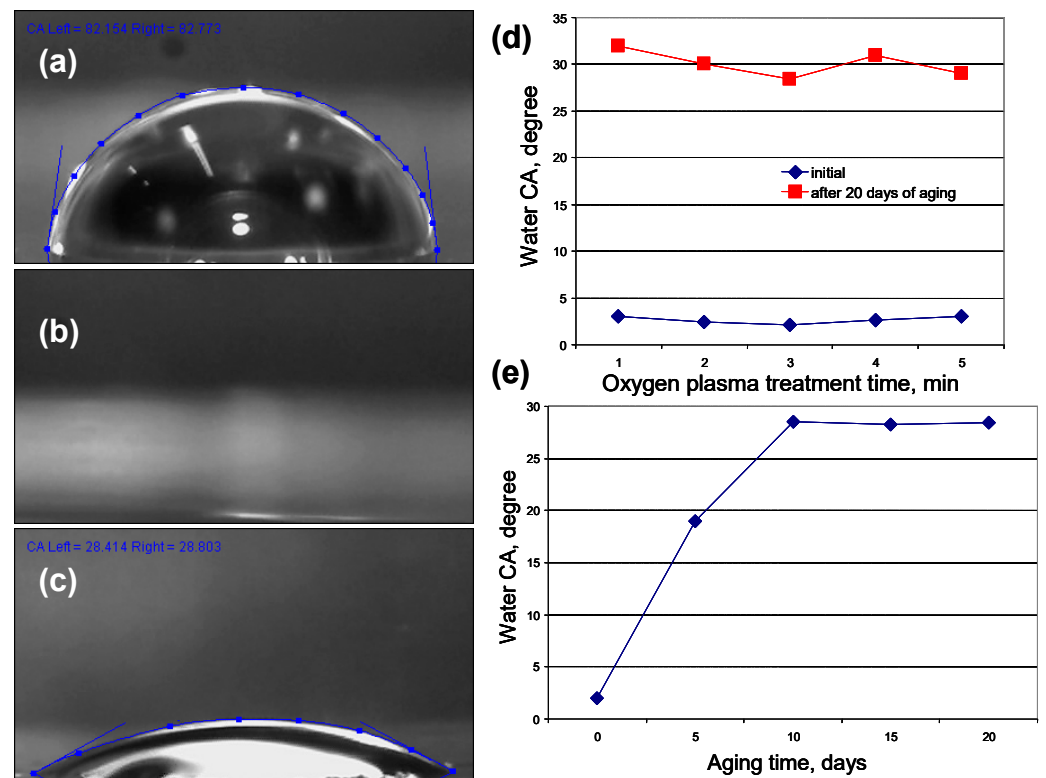 CA Left = 82.154 Right = 82.773
(a)
(b)
CA Left = 28.414 Right = 28.803
(c)
(d)
35
30
25
20
15
10
5
0
Water CA, degree
initial
after 20 days of aging
1 2 3 4 5
Oxygen plasma treatment time, min
(e)
30
25
20
15
10
5
0
Water CA, degree
0 5 10 15 20
Aging time, days